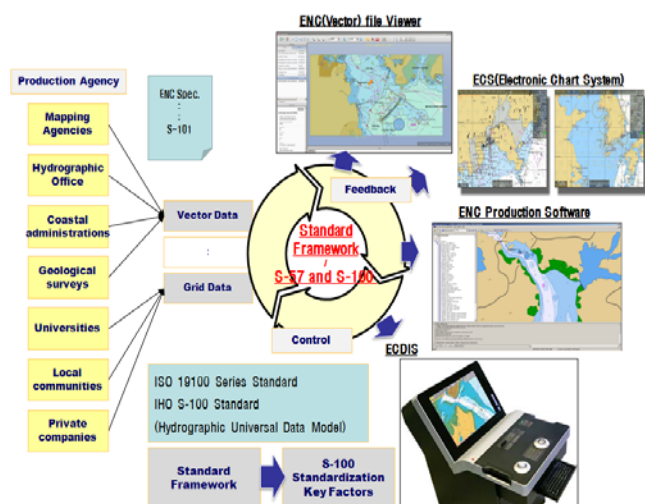 ENC(Vector) file Viewer
Production Agency
ENC Spec.
:
:
S-101
ECS(Electronic Chart System)
Mapping
Agencies
Hydrographic
Office
Coastal
administrations
Geological
surveys
Universities
Local
communities
Private
companies
Vector Data
:
Grid Data
Feedback
Standard
Framework
/
S-57 and S-100
Control
ENC Production Software
ECDIS
ISO 19100 Series Standard
IHO S-100 Standard
(Hydrographic Universal Data Model)
Standard
Framework
S-100
Standardization
Key Factors